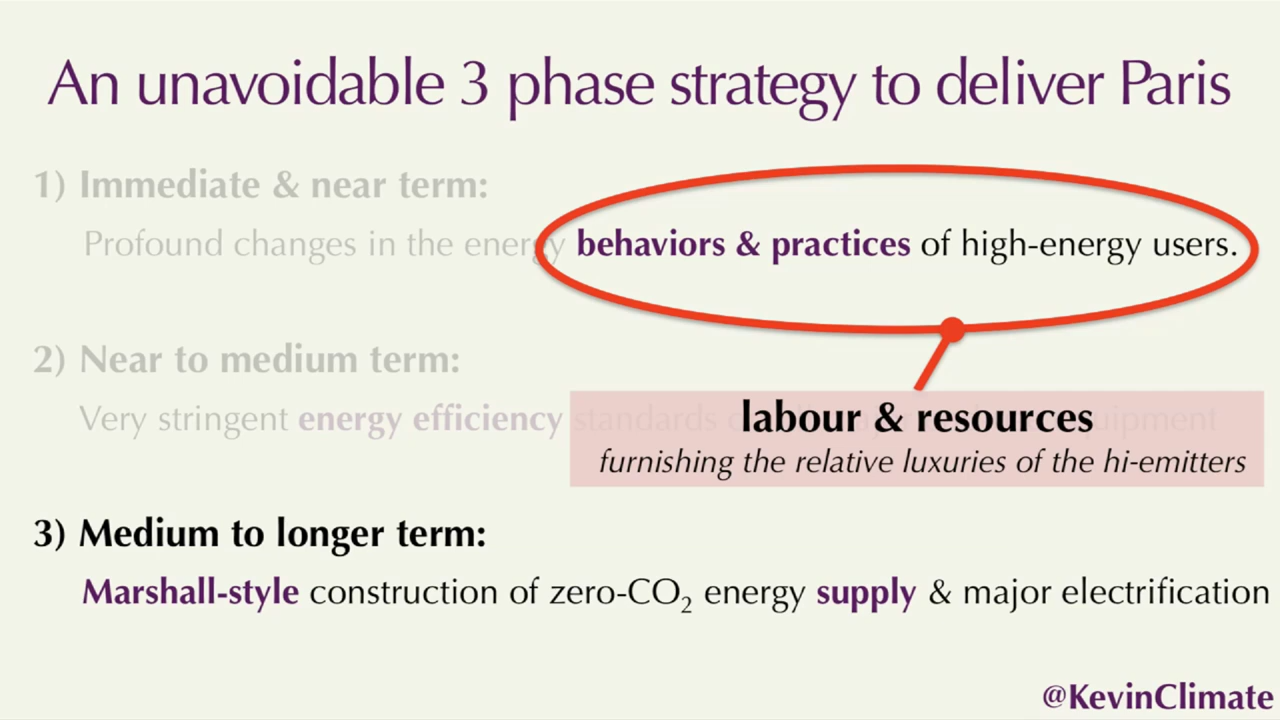 An unavoidable 3 phase strategy to deliver Paris
1) Immediate & near term:
Profound changes in the energy behaviors & practices of high-energy users.
2) Near to medium term:
Very stringent energy efficiency standards equipment
labour & resources
furnishing the relative luxuries of the hi-emitters
3) Medium to longer term:
Marshall-style construction of zero-CO₂ energy supply & major electrification
@KevinClimate